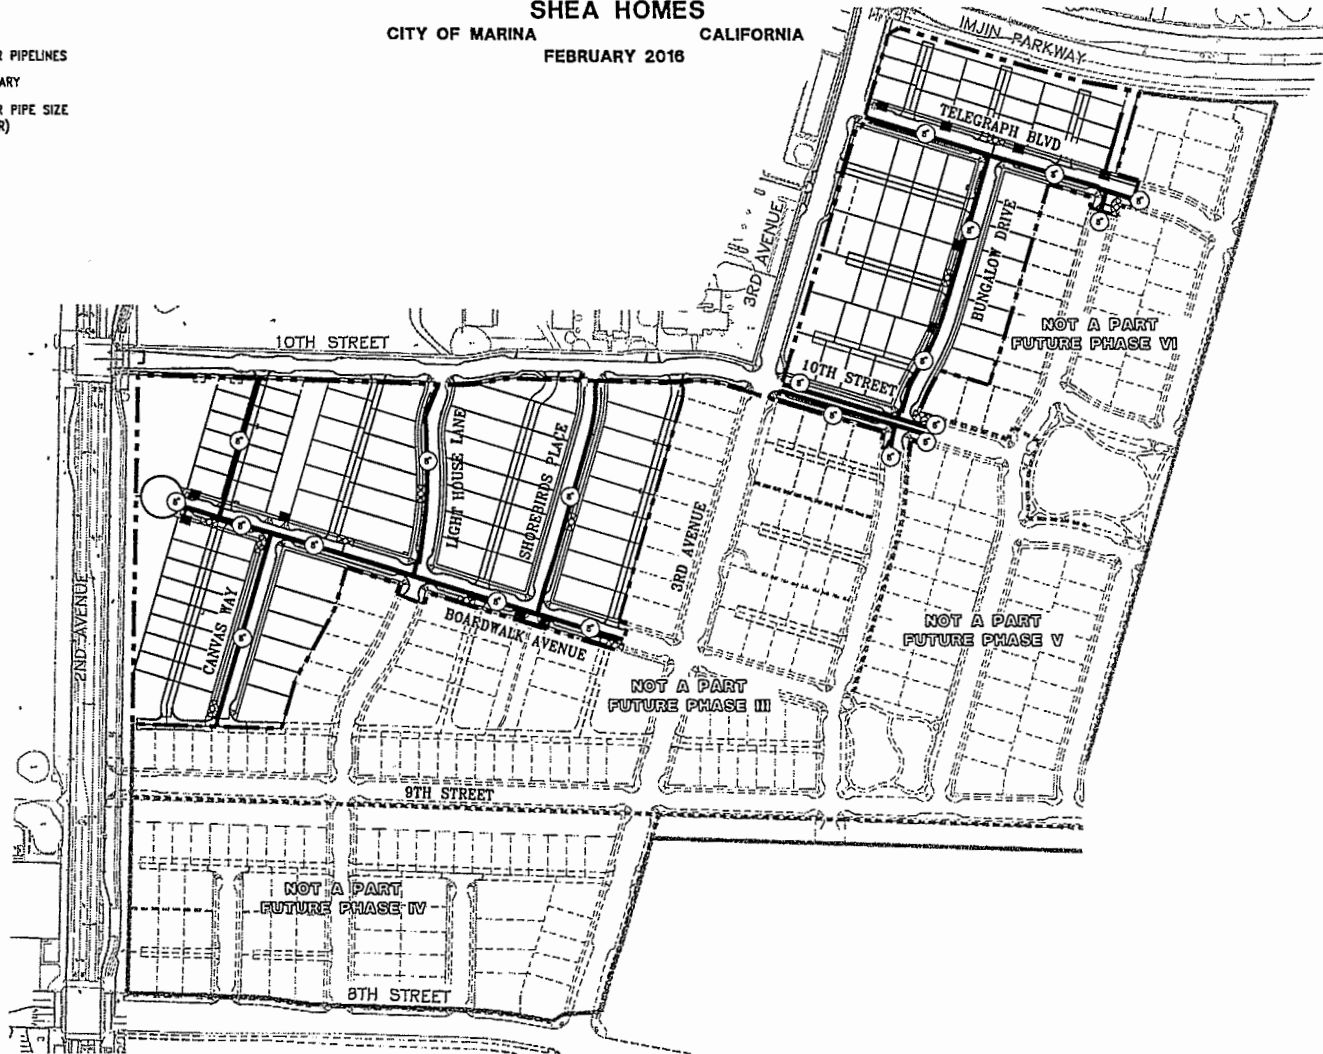 SHEA HOMES
CITY OF MARINA CALIFORNIA
FEBRUARY 2016
R PIPELINES
ARY
R PIPE SIZE
R)
IMJIN PARKWAY
TELEGRAPH BLVD
3RD AVENUE
BUNGALOW DRIVE
NOT A PART
FUTURE PHASE VI
10TH STREET
10TH STREET
LIGHT HOUSE LANE
SHOREBIRDS PLACE
3RD AVENUE
2ND AVENUE
CANVAS WAY
BOARDWALK AVENUE
NOT A PART
FUTURE PHASE V
NOT A PART
FUTURE PHASE III
9TH STREET
NOT A PART
FUTURE PHASE IV
8TH STREET